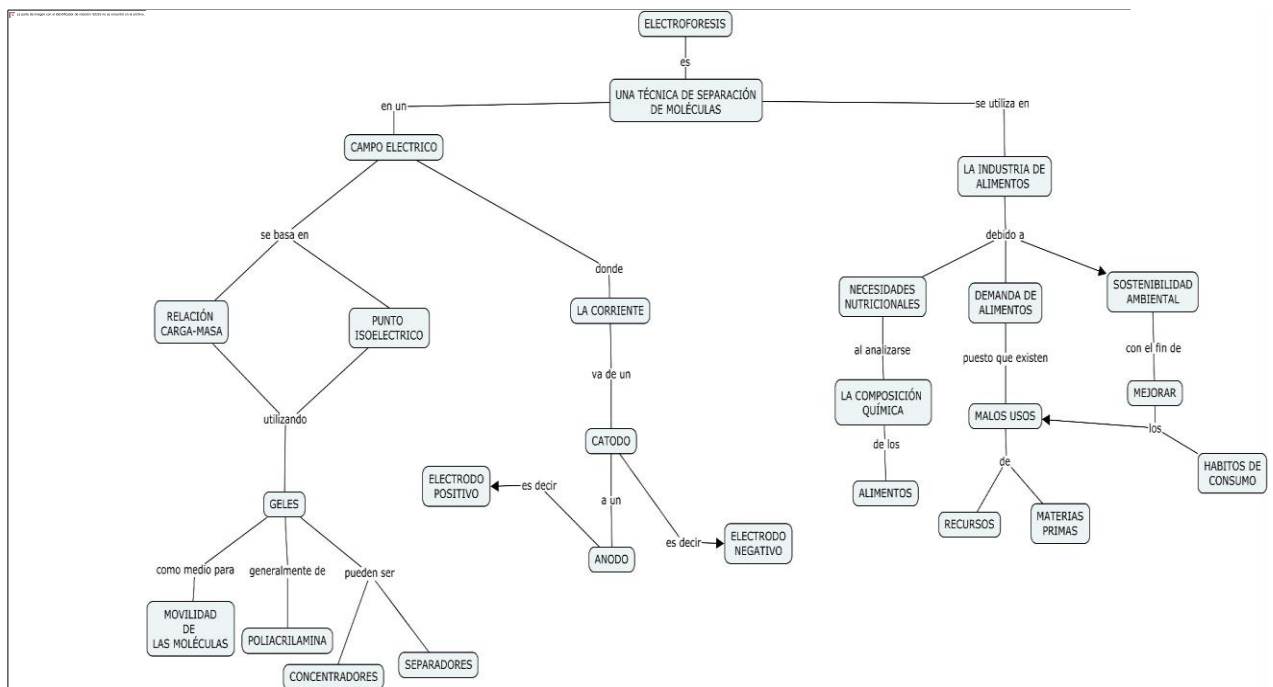 ELECTROFORESIS
es
UNA TÉCNICA DE SEPARACIÓN
DE MOLÉCULAS
en un
se utiliza en
CAMPO ELECTRICO
LA INDUSTRIA DE
ALIMENTOS
se basa en
donde
debido a
RELACIÓN
CARGA-MASA
PUNTO
ISOELECTRICO
LA CORRIENTE
NECESIDADES
NUTRICIONALES
DEMANDA DE
ALIMENTOS
SOSTENIBILIDAD
AMBIENTAL
va de un
al analizarse
puesto que existen
con el fin de
utilizando
LA COMPOSICIÓN
QUÍMICA
MALOS USOS
MEJORAR
los
CATODO
de los
de
HABITOS DE
CONSUMO
ELECTRODO
POSITIVO
es decir
a un
GELES
ALIMENTOS
RECURSOS
MATERIAS
PRIMAS
ANODO
es decir
ELECTRODO
NEGATIVO
como medio para
generalmente de
pueden ser
MOVILIDAD
DE
LAS MOLÉCULAS
POLIACRILAMINA
CONCENTRADORES
SEPARADORES